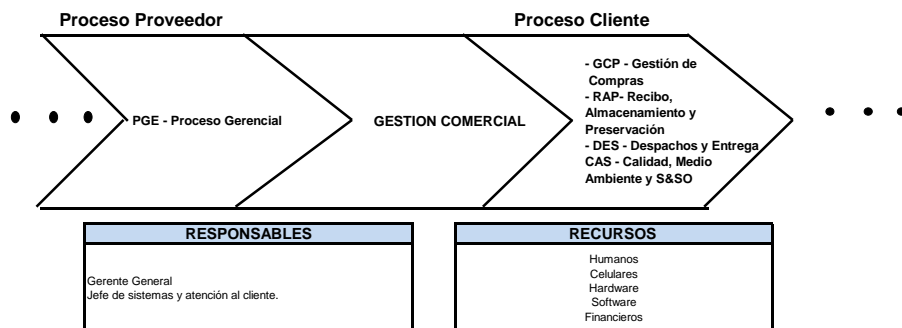 Proceso Proveedor
Proceso Cliente
PGE - Proceso Gerencial
GESTION COMERCIAL
- GCP - Gestión de
Compras
- RAP- Recibo,
Almacenamiento y
Preservación
- DES - Despachos y Entrega
CAS - Calidad, Medio
Ambiente y S&SO
RESPONSABLES
Gerente General
Jefe de sistemas y atención al cliente.
RECURSOS
Humanos
Celulares
Hardware
Software
Financieros